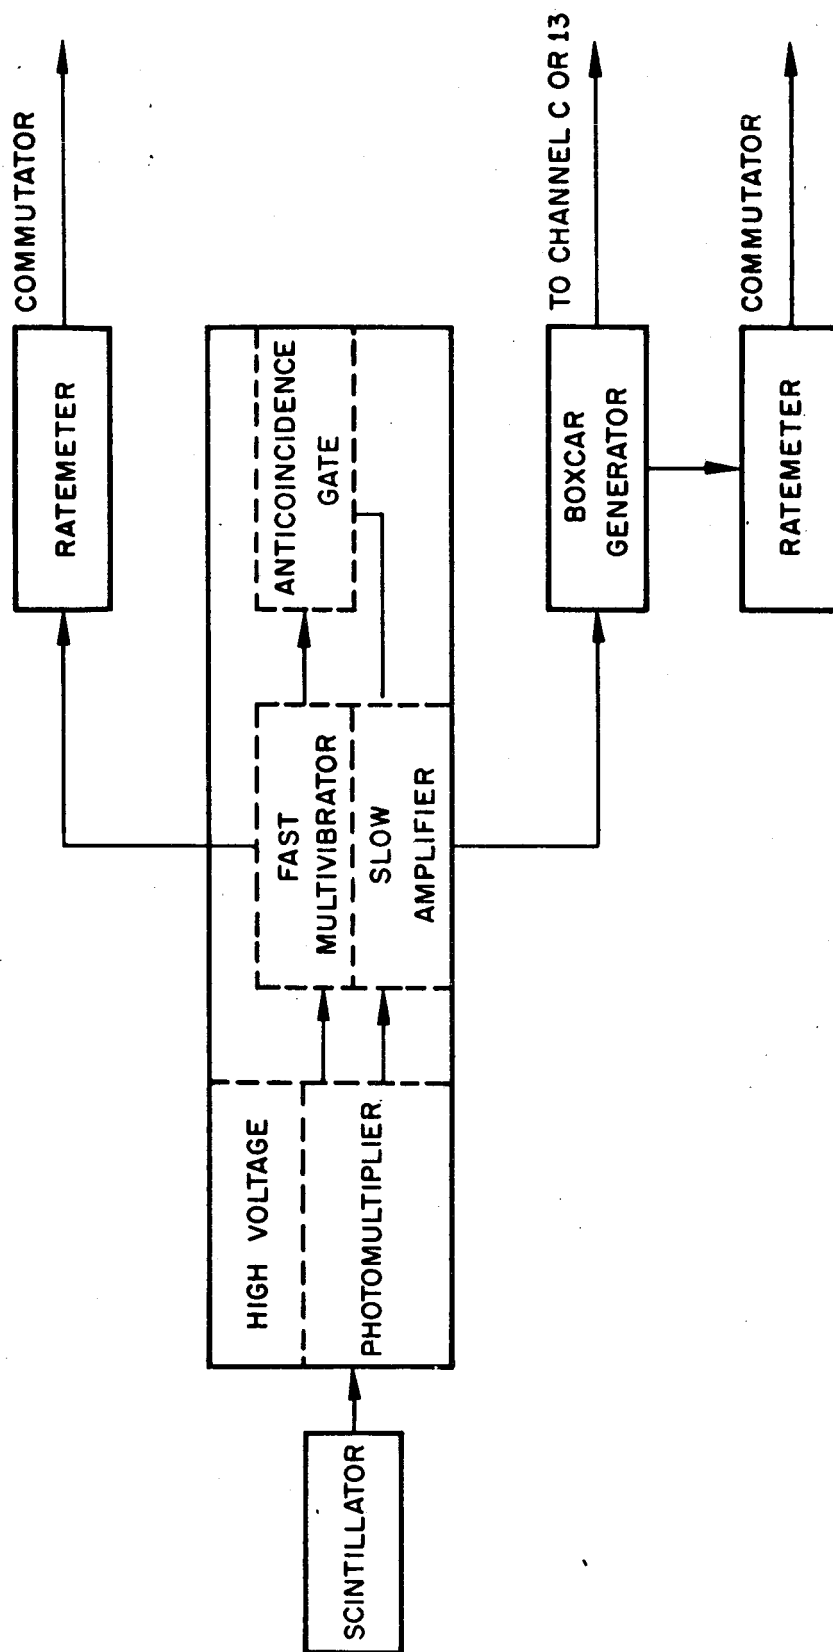 SCINTILLATOR
HIGH VOLTAGE
PHOTOMULTIPLIER
FAST
MULTIVIBRATOR
SLOW
AMPLIFIER
ANTICOINCIDENCE
GATE
RATEMETER
COMMUTATOR
BOXCAR
GENERATOR
TO CHANNEL C OR 13
RATEMETER
COMMUTATOR